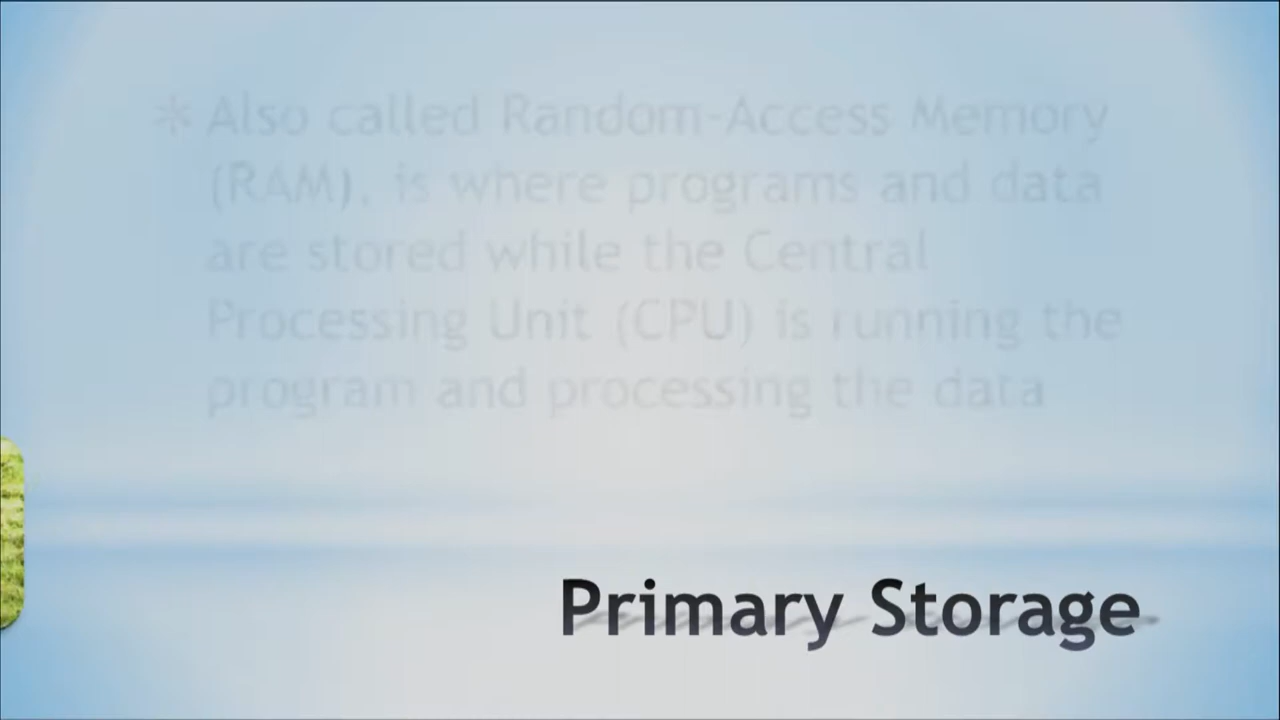 * Also called Random-Access Memory
(RAM), is where programs and data
are stored while the Central
Processing Unit (CPU) is running the
program and processing the data
Primary Storage